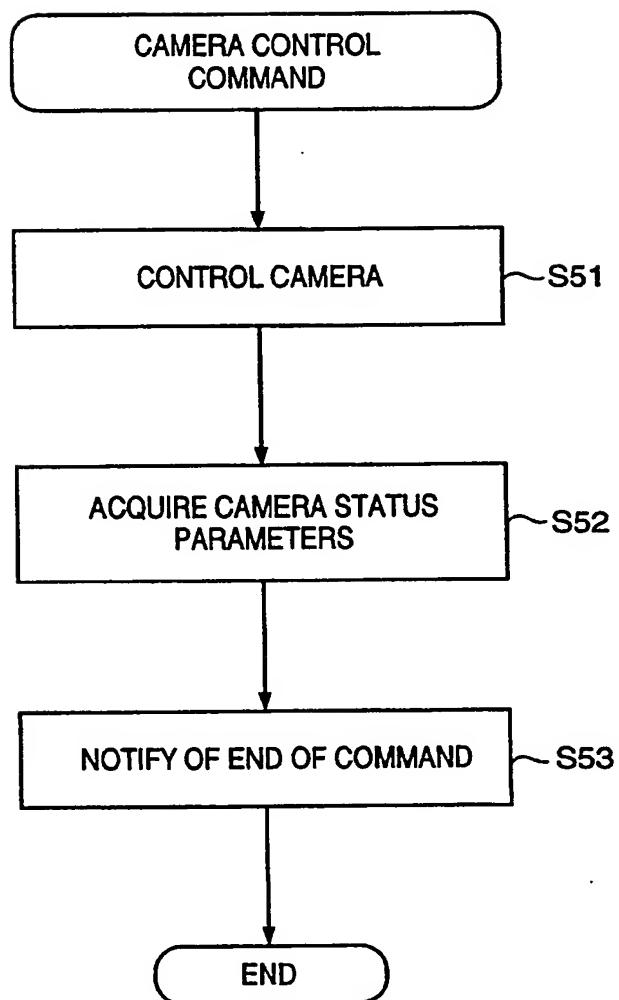 CAMERA CONTROL
COMMAND
CONTROL CAMERA
S51
ACQUIRE CAMERA STATUS
PARAMETERS
S52
NOTIFY OF END OF COMMAND
S53
END